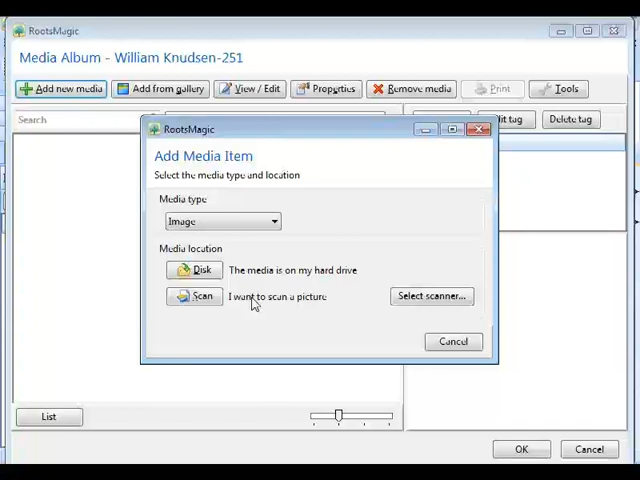 RootsMagic
Media Album - William Knudsen-251
Add new media Add from gallery View / Edit Properties Remove media Print Tools
Search
tag Delete tag
RootsMagic
Add Media Item
Select the media type and location
Media type
Image
Media location
Disk The media is on my hard drive
Scan I want to scan a picture Select scanner...
Cancel
List
OK Cancel